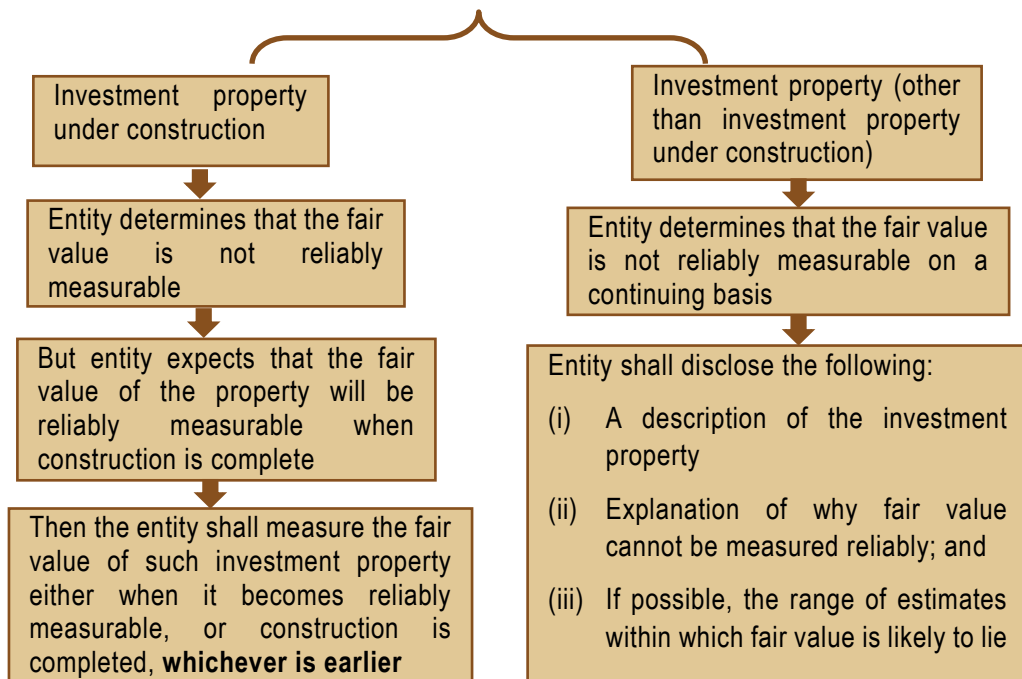 Investment property
under construction
Entity determines that the fair
value is not reliably
measurable
But entity expects that the fair
value of the property will be
reliably measurable when
construction is complete
Then the entity shall measure the fair
value of such investment property
either when it becomes reliably
measurable, or construction is
completed, whichever is earlier
Investment property (other
than investment property
under construction)
Entity determines that the fair value
is not reliably measurable on a
continuing basis
Entity shall disclose the following:
(i) A description of the investment
property
(ii) Explanation of why fair value
cannot be measured reliably; and
(iii) If possible, the range of estimates
within which fair value is likely to lie